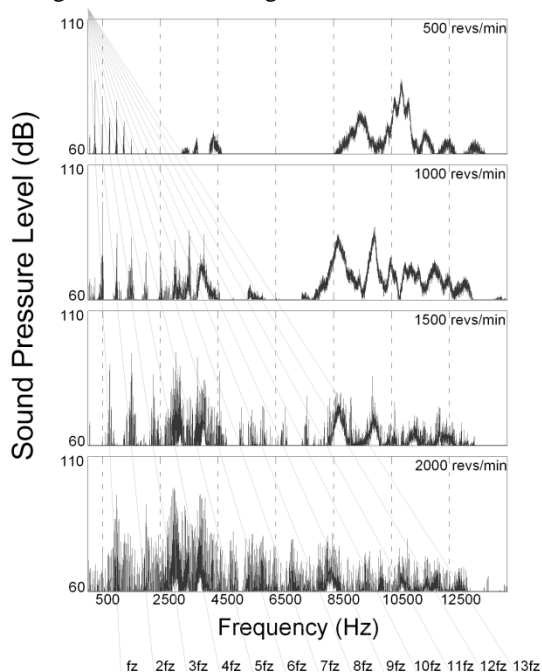 110
500 revs/min
60
110
1000 revs/min
60
110
1500 revs/min
60
110
2000 revs/min
60
Sound Pressure Level (dB)
500 2500 4500 6500 8500 10500 12500
Frequency (Hz)
fz 2fz 3fz 4fz 5fz 6fz 7fz 8fz 9fz 10fz 11fz 12fz 13fz